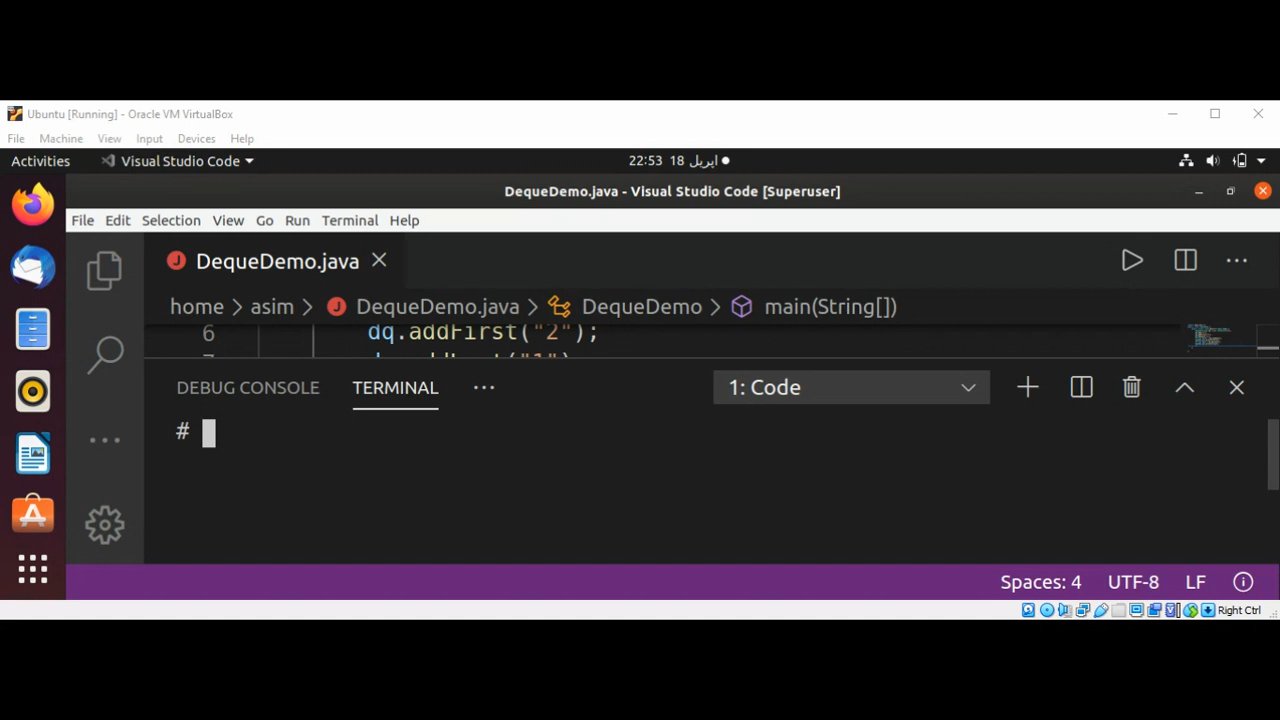 Ubuntu [Running] - Oracle VM VirtualBox
File Machine View Input Devices Help
Activities Visual Studio Code 22:53 18 اپریل
DequeDemo.java - Visual Studio Code [Superuser]
File Edit Selection View Go Run Terminal Help
DequeDemo.java
home > asim > DequeDemo.java > DequeDemo > main(String[])
6 dq.addFirst("2");
DEBUG CONSOLE TERMINAL ··· 1: Code
#
Spaces: 4 UTF-8 LF
Right Ctrl